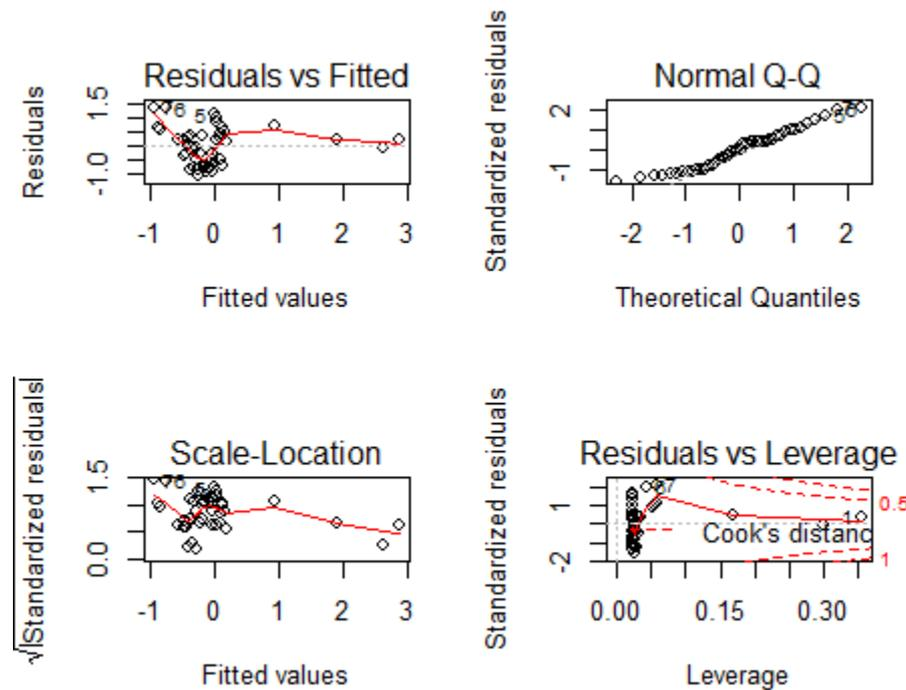 Residuals vs Fitted
Residuals
1.5
-1.0
76
5
-1 0 1 2 3
Fitted values
Normal Q-Q
Standardized residuals
2
-1
-2 -1 0 1 2
Theoretical Quantiles
Scale-Location
√|Standardized residuals|
1.5
0.0
-1 0 1 2 3
Fitted values
Residuals vs Leverage
Standardized residuals
1
-2
Cook's distanc
1
0.5
1
0.00 0.15 0.30
Leverage